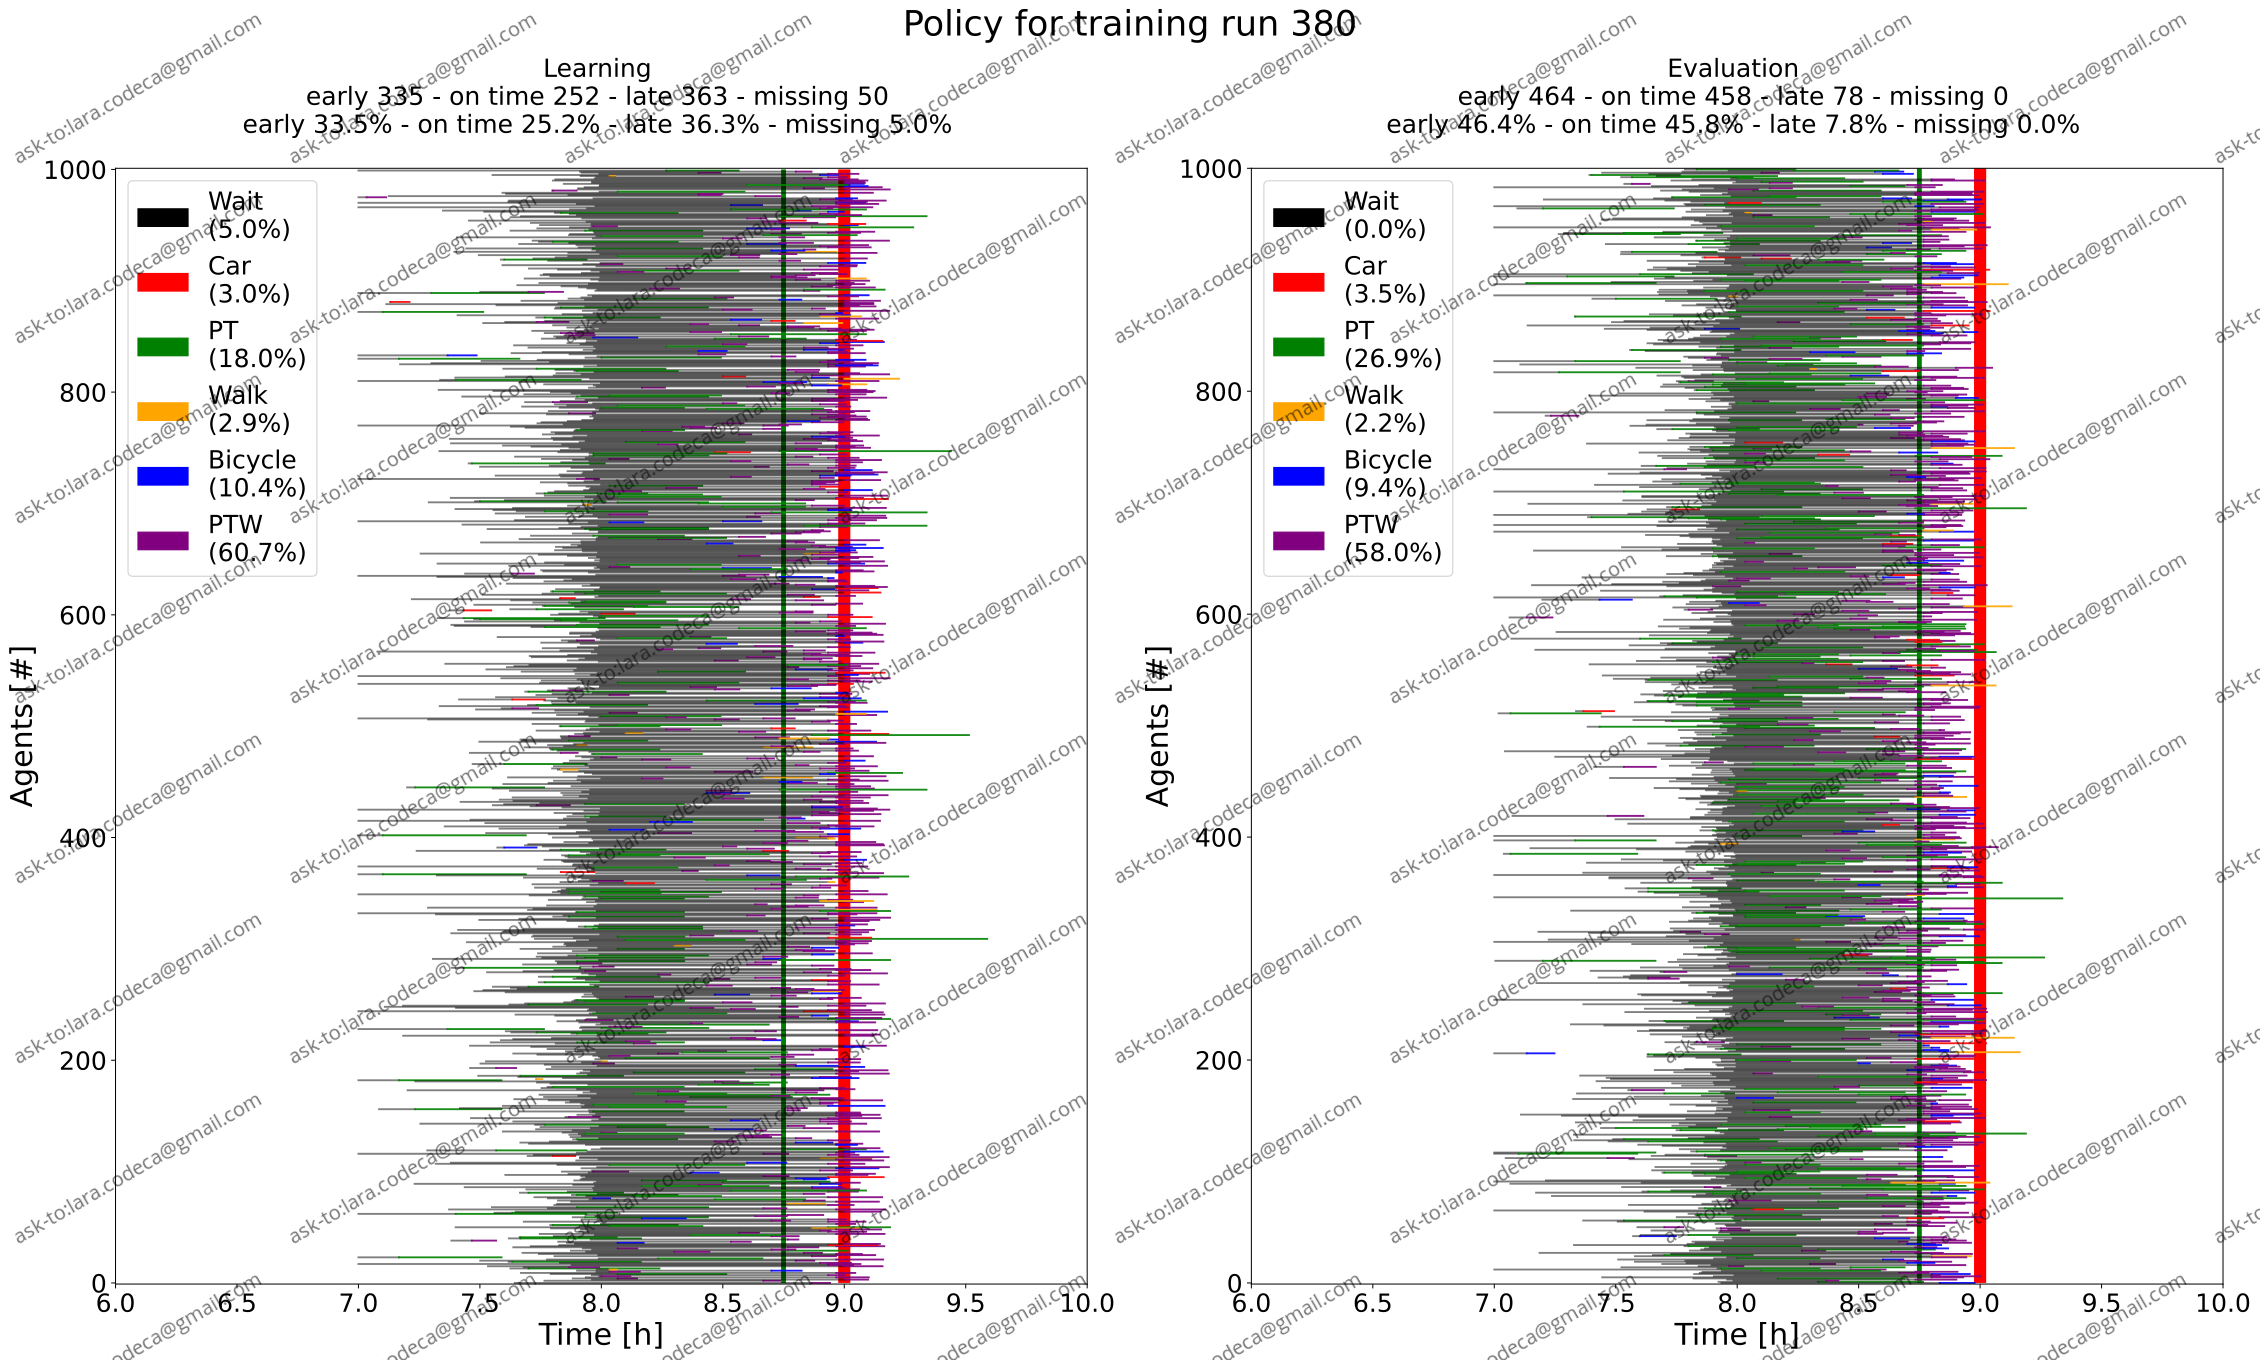 Policy for training run 380
Learning
early 335 - on time 252 - late 363 - missing 50
early 33.5% - on time 25.2% - late 36.3% - missing 5.0%
Agents [#]
1000
800
600
400
200
0
Wait
(5.0%)
Car
(3.0%)
PT
(18.0%)
Walk
(2.9%)
Bicycle
(10.4%)
PTW
(60.7%)
6.0 6.5 7.0 7.5 8.0 8.5 9.0 9.5 10.0
Time [h]
Evaluation
early 464 - on time 458 - late 78 - missing 0
early 46.4% - on time 45.8% - late 7.8% - missing 0.0%
Agents [#]
1000
800
600
400
200
0
Wait
(0.0%)
Car
(3.5%)
PT
(26.9%)
Walk
(2.2%)
Bicycle
(9.4%)
PTW
(58.0%)
6.0 6.5 7.0 7.5 8.0 8.5 9.0 9.5 10.0
Time [h]
ask-to:lara.codeca@gmail.com